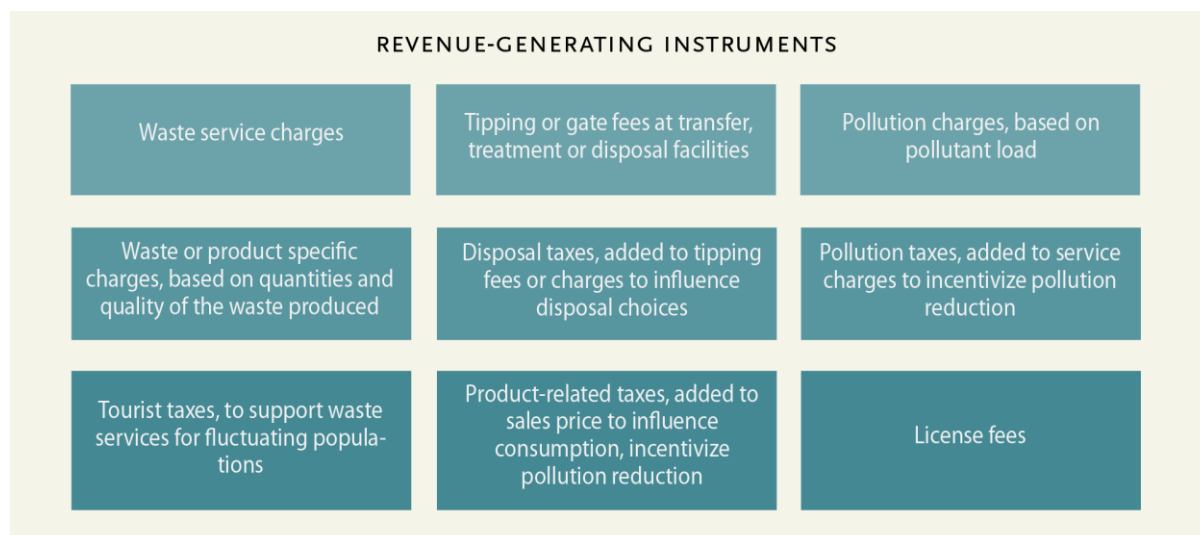 REVENUE-GENERATING INSTRUMENTS
Waste service charges
Tipping or gate fees at transfer,
treatment or disposal facilities
Pollution charges, based on
pollutant load
Waste or product specific
charges, based on quantities and
quality of the waste produced
Disposal taxes, added to tipping
fees or charges to influence
disposal choices
Pollution taxes, added to service
charges to incentivize pollution
reduction
Tourist taxes, to support waste
services for fluctuating popula-
tions
Product-related taxes, added to
sales price to influence
consumption, incentivize
pollution reduction
License fees